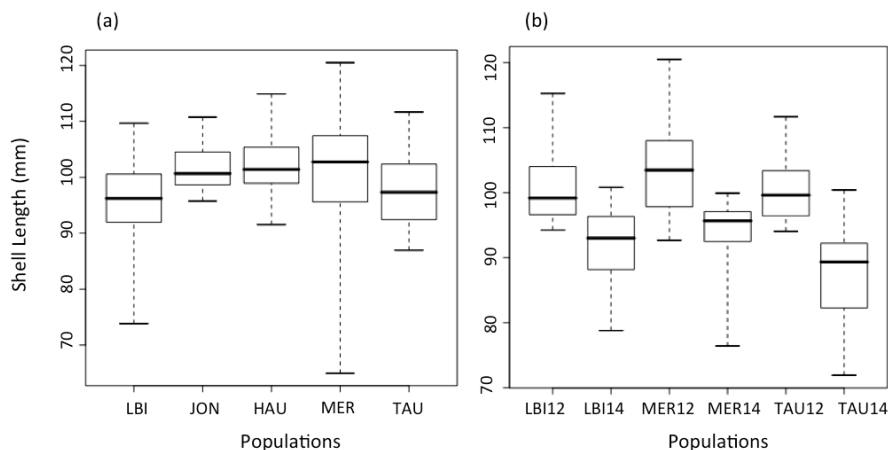 (a)
(b)
Shell Length (mm)
120
110
100
90
80
70
LBI JON HAU MER TAU
Populations
120
110
100
90
80
70
LBI12 LBI14 MER12 MER14 TAU12 TAU14
Populations